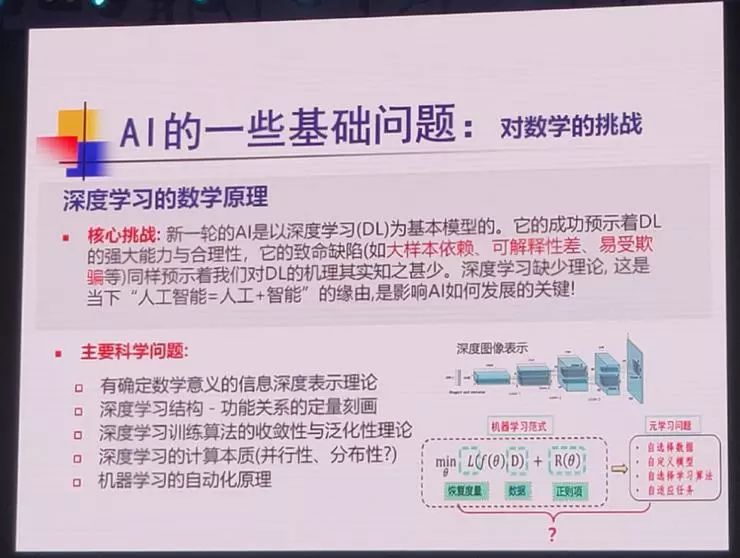 AI的一些基础问题：对数学的挑战
深度学习的数学原理
核心挑战: 新一轮的AI是以深度学习(DL)为基本模型的。它的成功预示着DL
的强大能力与合理性，它的致命缺陷(如大样本依赖、可解释性差、易受欺
骗等)同样预示着我们对DL的机理其实知之甚少。深度学习缺少理论, 这是
当下“人工智能=人工+智能”的缘由,是影响AI如何发展的关键!
主要科学问题:
有确定数学意义的信息深度表示理论
深度学习结构 - 功能关系的定量刻画
深度学习训练算法的收敛性与泛化性理论
深度学习的计算本质(并行性、分布性?)
机器学习的自动化原理
深度图像表示
机器学习范式
min L(f(θ) D) + R(θ)
θ
恢复度量 数据 正则项
元学习问题
自选择数据
自定义模型
自选择学习算法
自适应任务
?